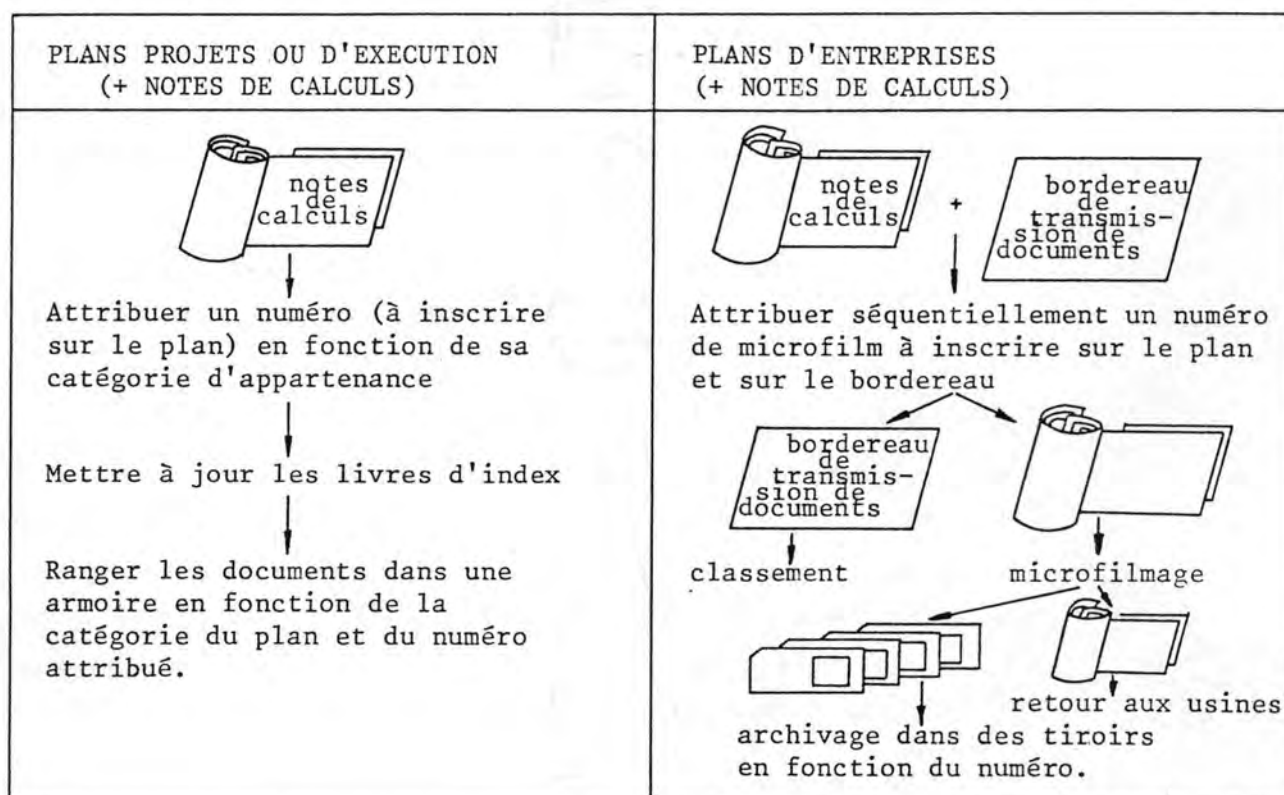 PLANS PROJETS OU D'EXECUTION
(+ NOTES DE CALCULS)
notes
de
calculs
Attribuer un numéro (à inscrire
sur le plan) en fonction de sa
catégorie d'appartenance
Mettre à jour les livres d'index
Ranger les documents dans une
armoire en fonction de la
catégorie du plan et du numéro
attribué.
PLANS D'ENTREPRISES
(+ NOTES DE CALCULS)
notes
de
calculs
+
bordereau
de
transmis-
sion de
documents
Attribuer séquentiellement un numéro
de microfilm à inscrire sur le plan
et sur le bordereau
bordereau
de
transmis-
sion de
documents
classement
microfilmage
retour aux usines
archivage dans des tiroirs
en fonction du numéro.